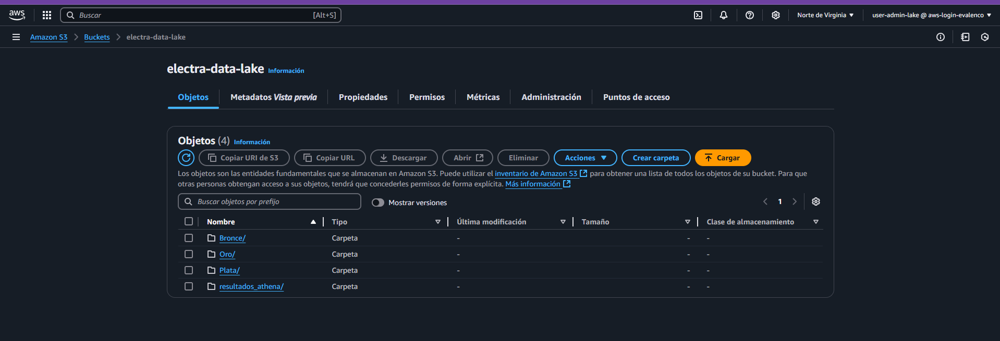 aws
Buscar [Alt+S] Norte de Virginia user-admin-lake @ aws-login-evalenco
Amazon S3 Buckets electra-data-lake
electra-data-lake Información
Objetos Metadatos Vista previa Propiedades Permisos Métricas Administración Puntos de acceso
Objetos (4) Información
Copiar URI de S3 Copiar URL Descargar Abrir Eliminar Acciones Crear carpeta Cargar
Los objetos son las entidades fundamentales que se almacenan en Amazon S3. Puede utilizar el inventario de Amazon S3 para obtener una lista de todos los objetos de su bucket. Para que
otras personas obtengan acceso a sus objetos, tendrá que concederles permisos de forma explícita. Más información
Buscar objetos por prefijo Mostrar versiones 1
Nombre Tipo Última modificación Tamaño Clase de almacenamiento
Bronce/ Carpeta - - -
Oro/ Carpeta - - -
Plata/ Carpeta - - -
resultados_athena/ Carpeta - - -